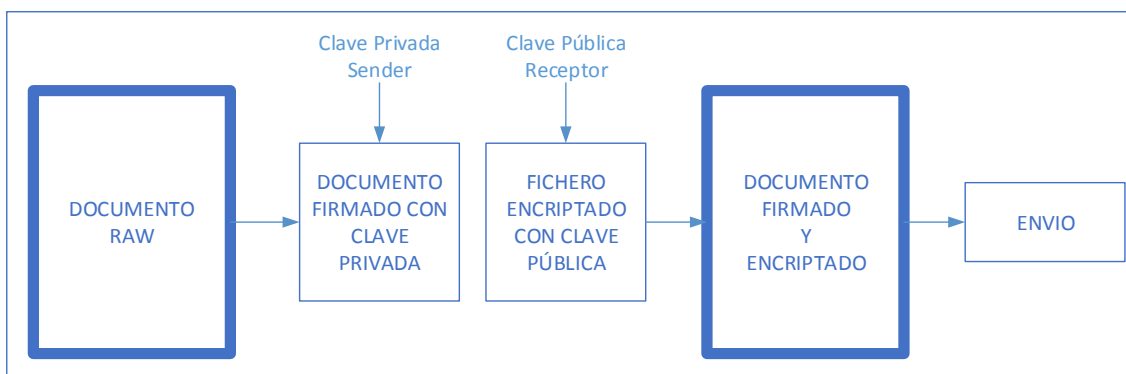 Clave Privada
Sender
Clave Pública
Receptor
DOCUMENTO
RAW
DOCUMENTO
FIRMADO CON
CLAVE
PRIVADA
FICHERO
ENCRIPTADO
CON CLAVE
PÚBLICA
DOCUMENTO
FIRMADO
Y
ENCRIPTADO
ENVIO